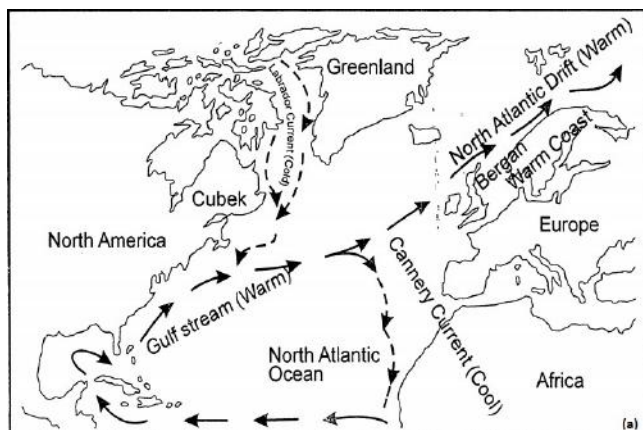 Greenland
Labrador Current (Cold)
North Atlantic Drift (Warm)
Bergan
Warm Coast
Cubek
North America
Europe
Gulf stream (Warm)
Cannery Current (Cool)
North Atlantic
Ocean
Africa
(a)